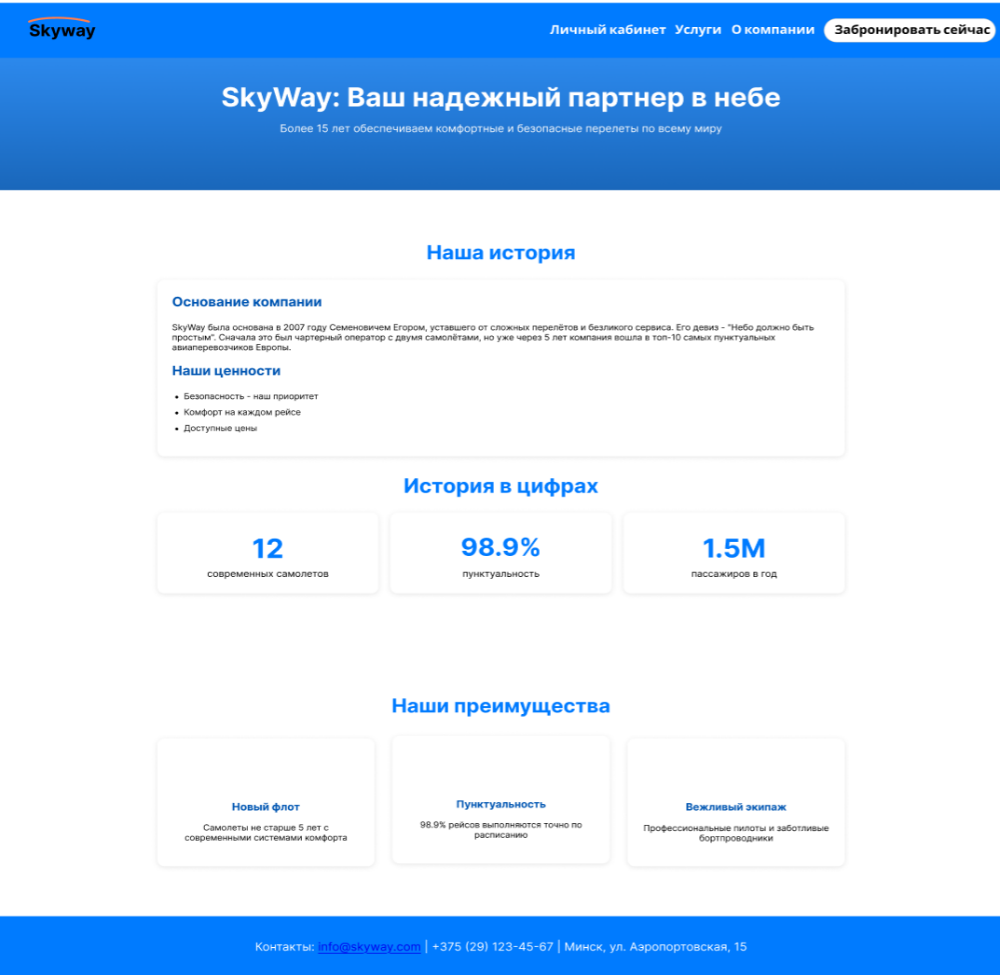 Skyway
Личный кабинет Услуги О компании Забронировать сейчас
SkyWay: Ваш надежный партнер в небе
Более 15 лет обеспечиваем комфортные и безопасные перелеты по всему миру
Наша история
Основание компании
SkyWay была основана в 2007 году Семеновичем Егором, уставшего от сложных перелётов и безликого сервиса. Его девиз - "Небо должно быть
простым". Сначала это был чартерный оператор с двумя самолётами, но уже через 5 лет компания вошла в топ-10 самых пунктуальных
авиаперевозчиков Европы.
Наши ценности
• Безопасность - наш приоритет
• Комфорт на каждом рейсе
• Доступные цены
История в цифрах
12
современных самолетов
98.9%
пунктуальность
1.5M
пассажиров в год
Наши преимущества
Новый флот
Самолеты не старше 5 лет с
современными системами комфорта
Пунктуальность
98.9% рейсов выполняются точно по
расписанию
Вежливый экипаж
Профессиональные пилоты и заботливые
бортпроводники
Контакты: info@skyway.com | +375 (29) 123-45-67 | Минск, ул. Аэропортовская, 15